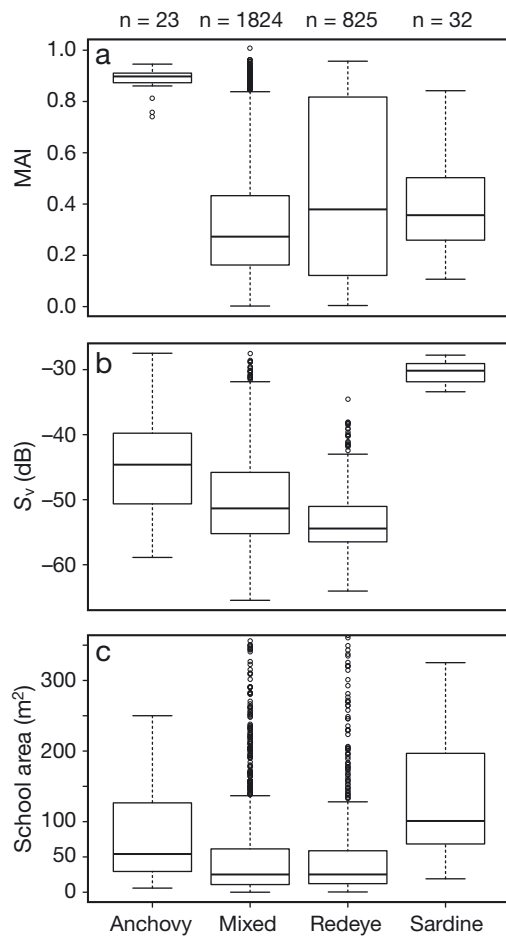 n = 23 n = 1824 n = 825 n = 32
a
MAI
1.0
0.8
0.6
0.4
0.2
0.0
b
Sv (dB)
−30
−40
−50
−60
c
School area (m²)
300
200
100
50
0
Anchovy Mixed Redeye Sardine